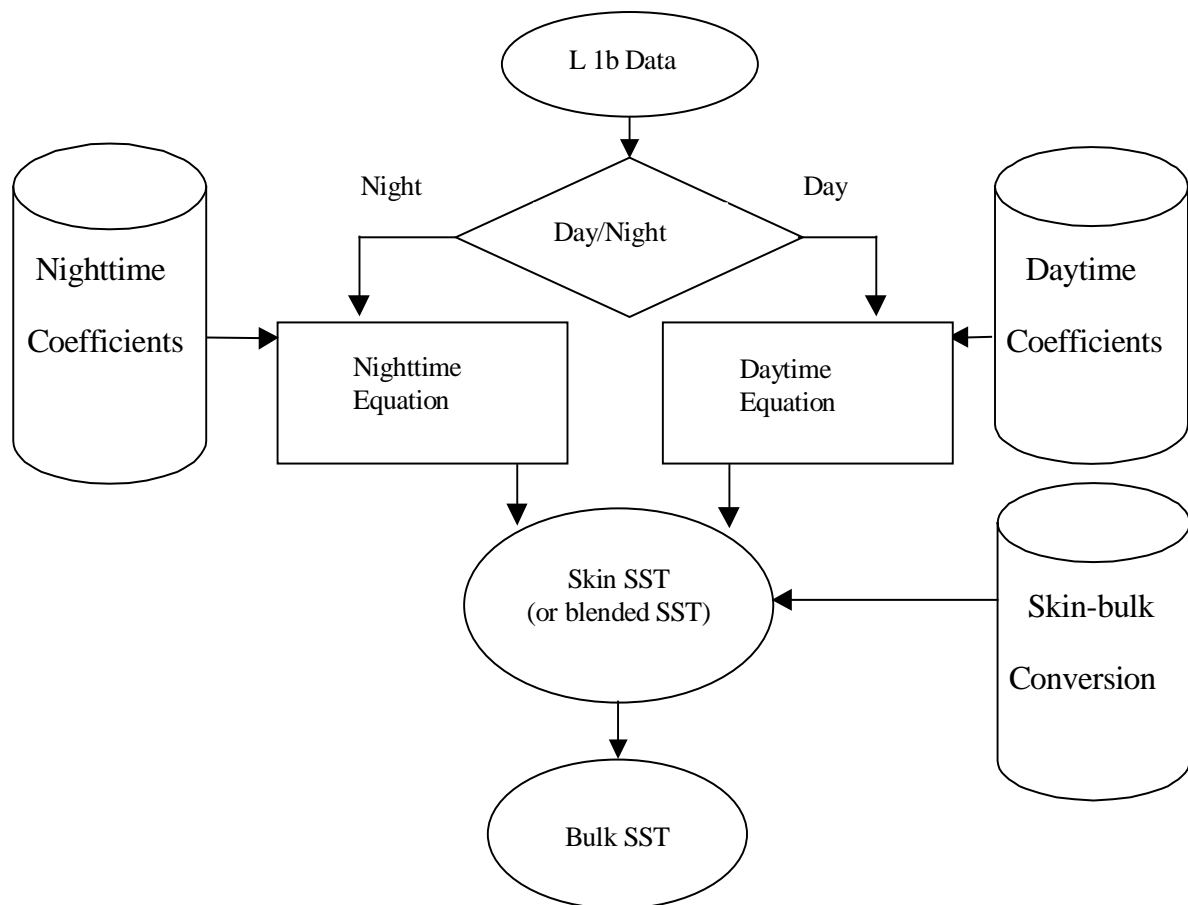 L 1b Data
Night
Day
Day/Night
Nighttime
Coefficients
Daytime
Coefficients
Nighttime
Equation
Daytime
Equation
Skin SST
(or blended SST)
Skin-bulk
Conversion
Bulk SST